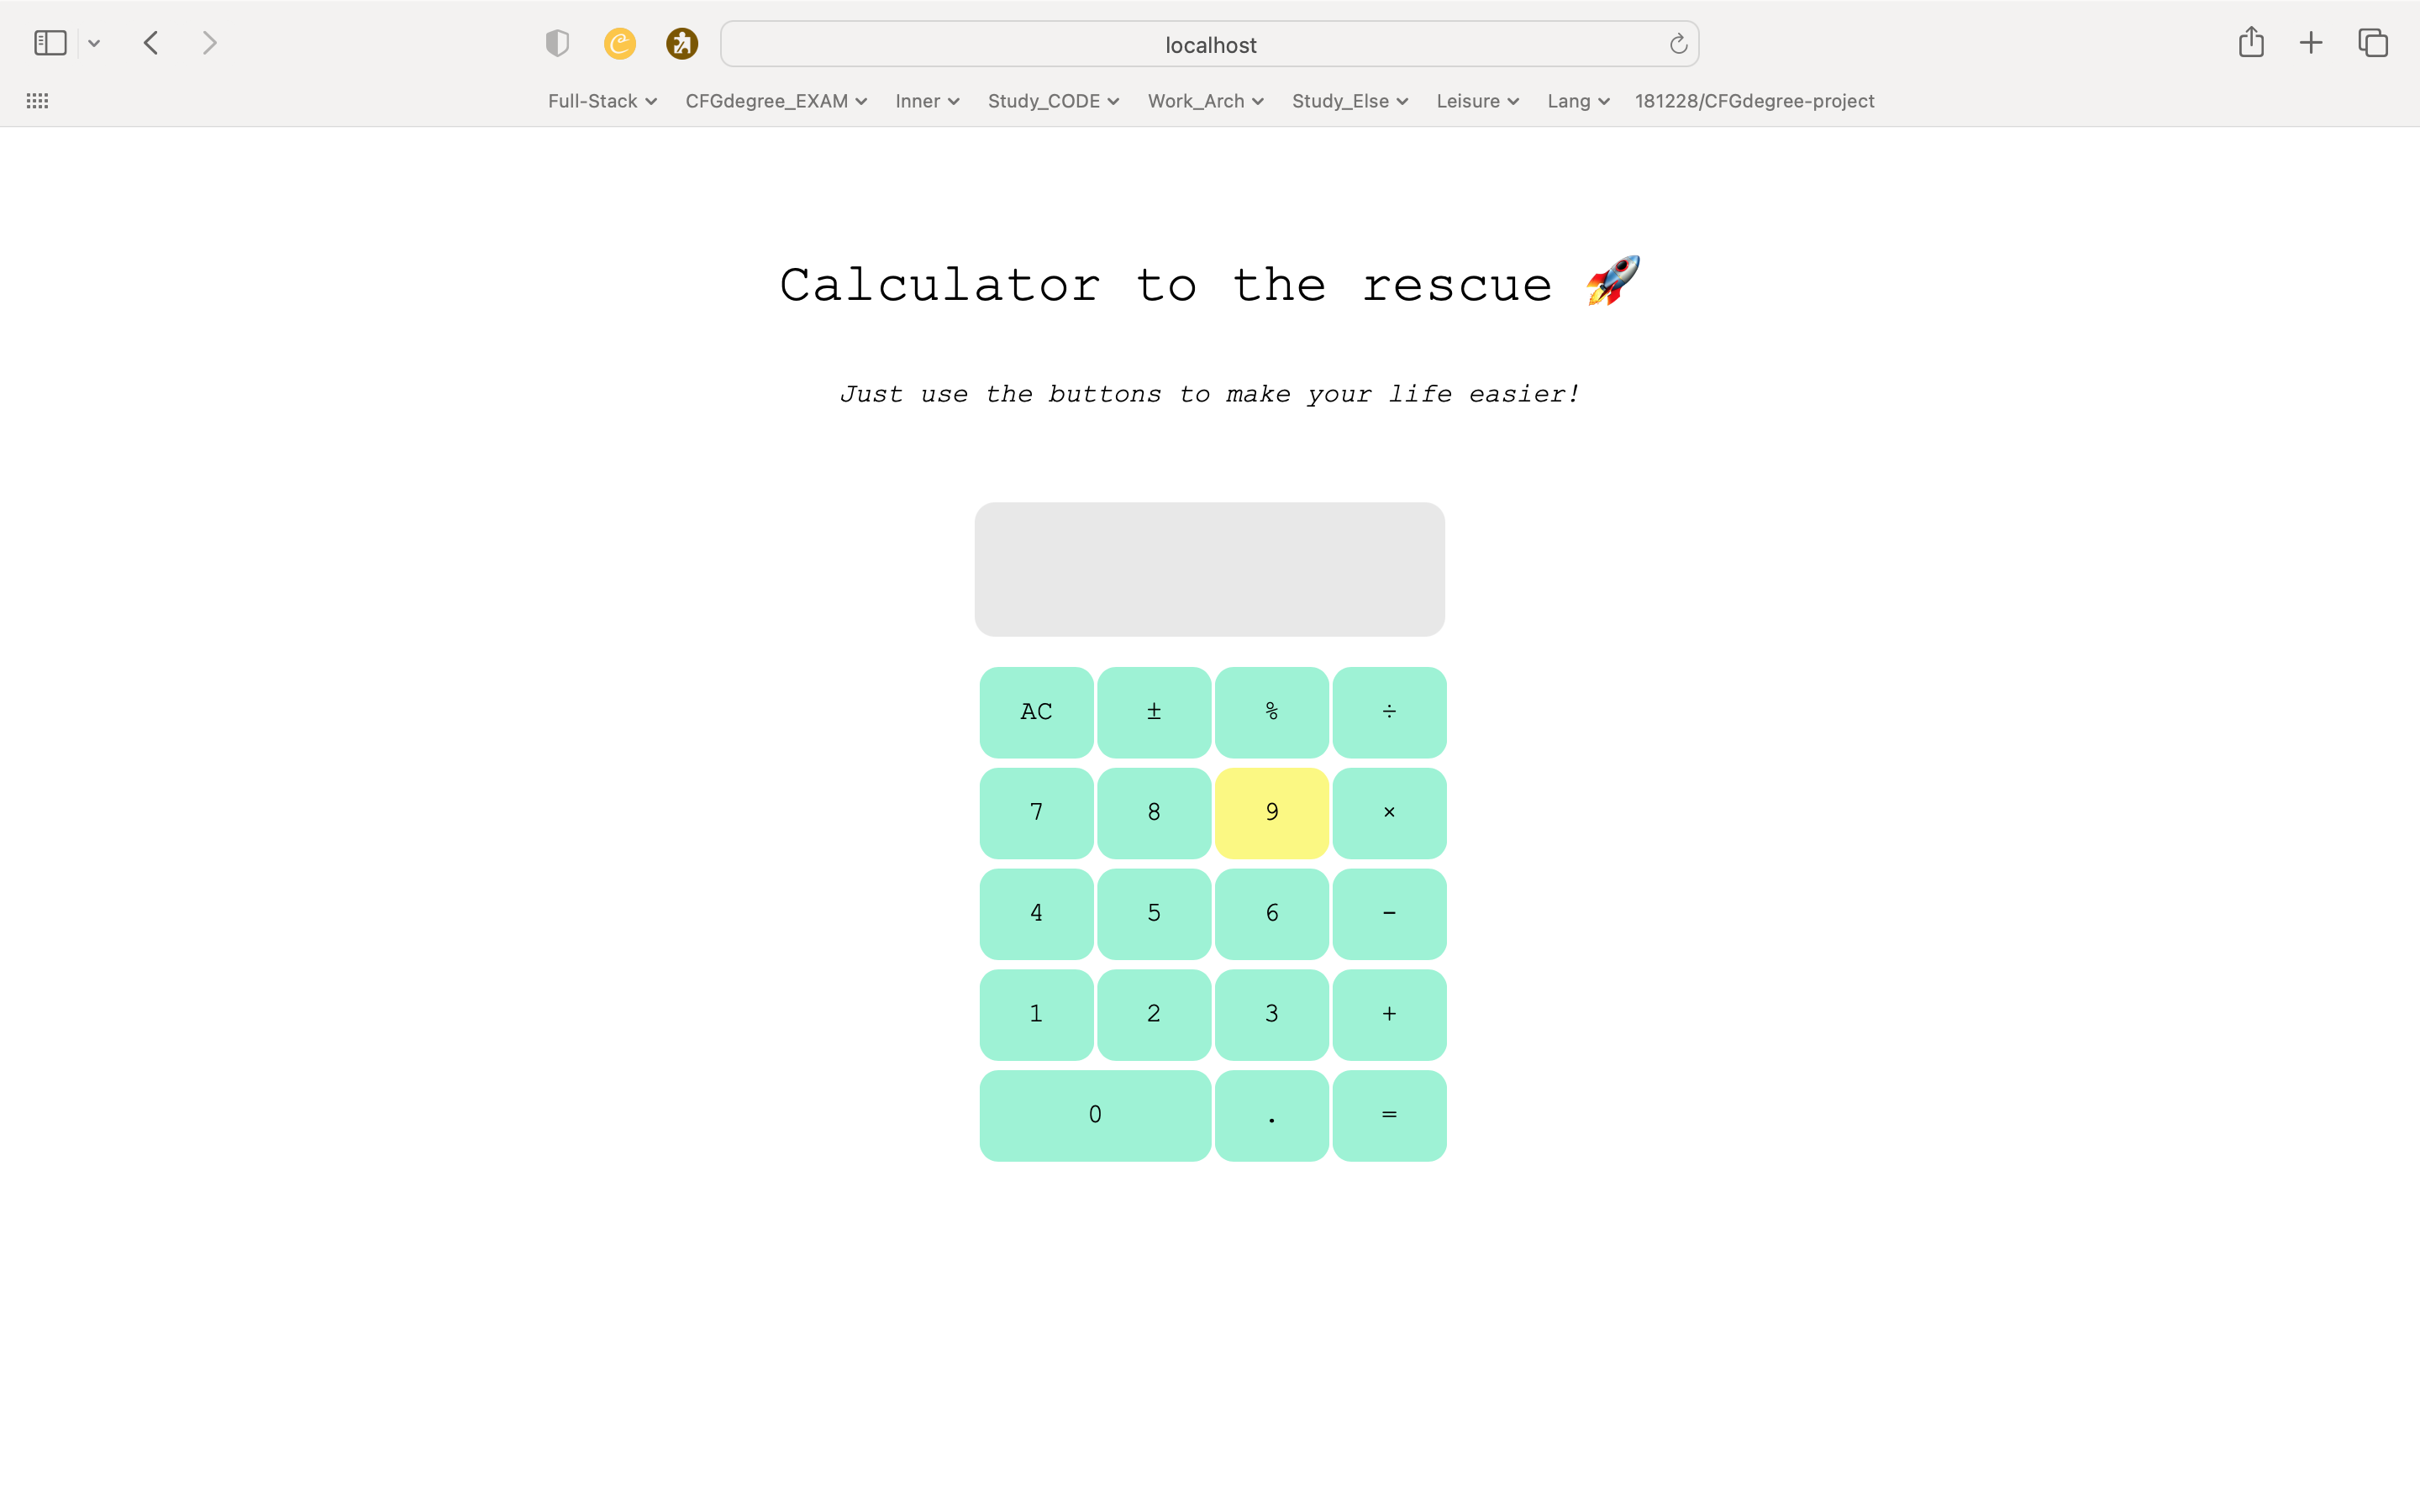 localhost
Full-Stack CFGdegree_EXAM Inner Study_CODE Work_Arch Study_Else Leisure Lang 181228/CFGdegree-project
Calculator to the rescue 🚀
Just use the buttons to make your life easier!
AC ± % ÷
7 8 9 ×
4 5 6 -
1 2 3 +
0 . =